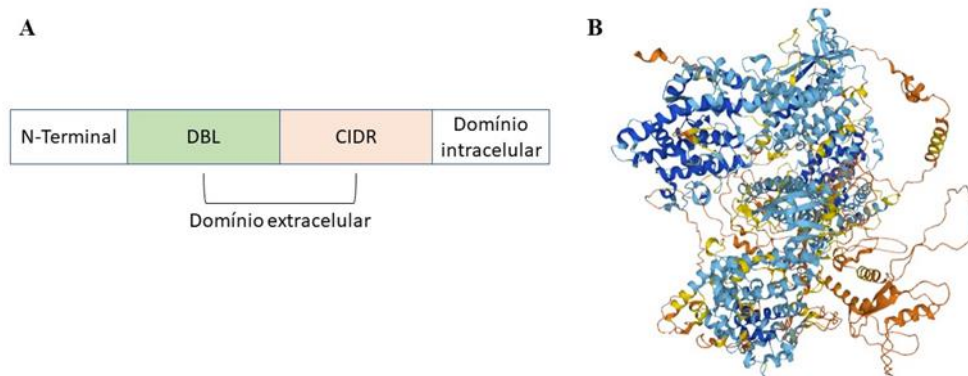 A
B
N-Terminal
DBL
CIDR
Domínio
intracelular
Domínio extracelular